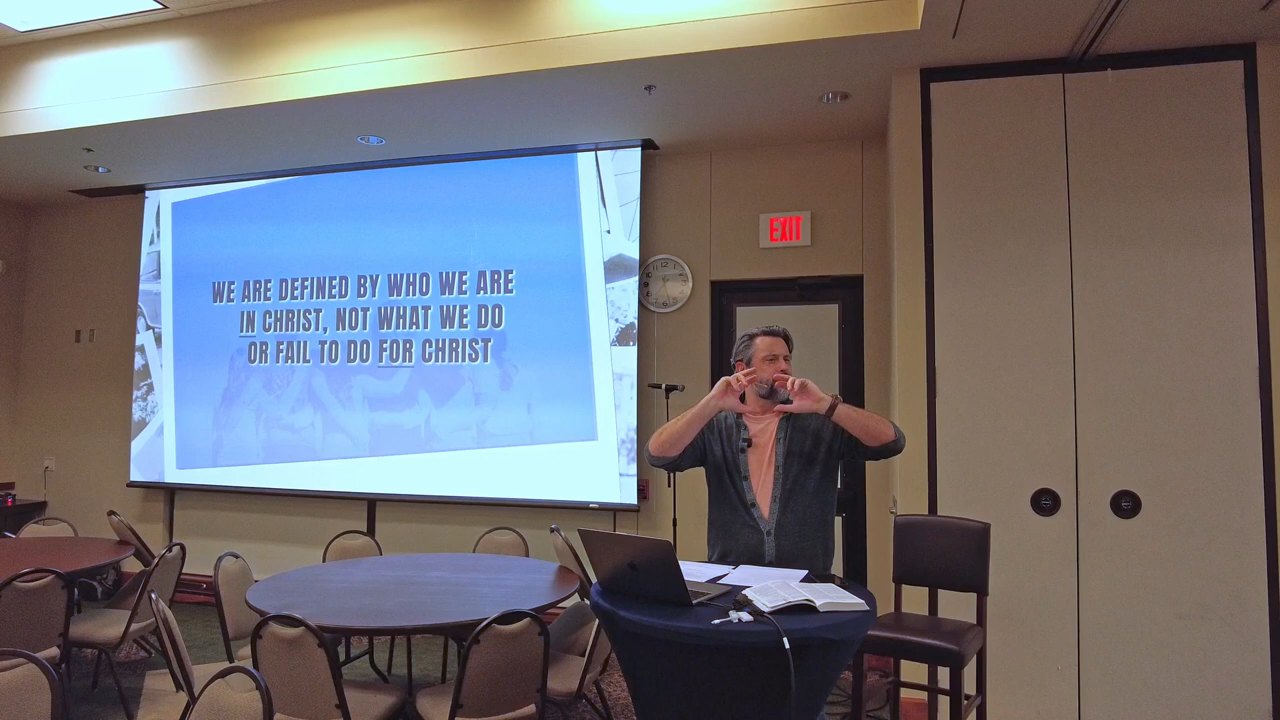 WE ARE DEFINED BY WHO WE ARE
IN CHRIST, NOT WHAT WE DO
OR FAIL TO DO FOR CHRIST
EXIT